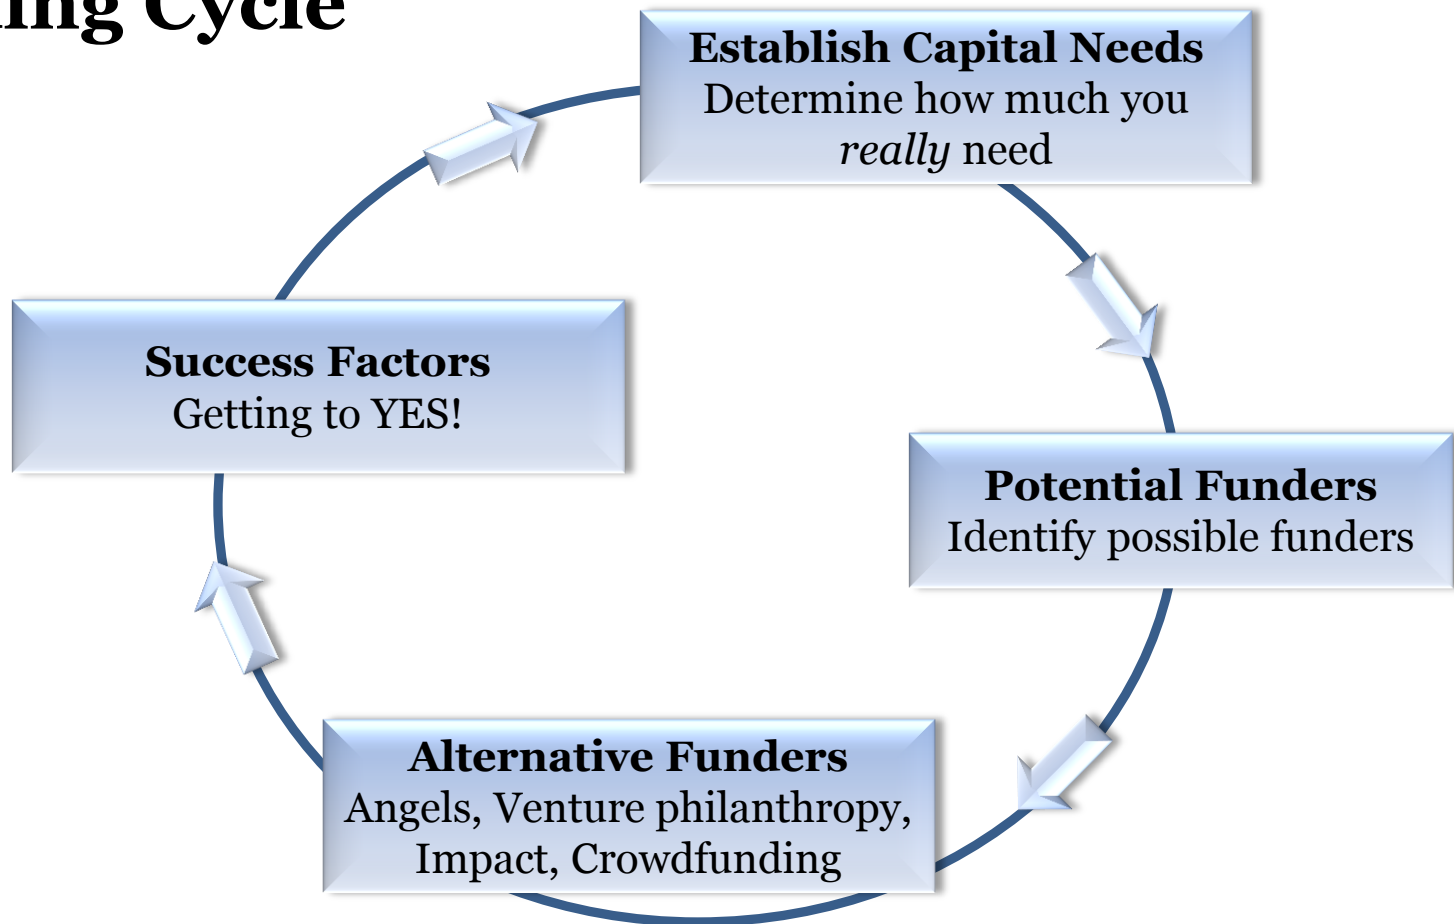 Cycle
Establish Capital Needs
Determine how much you
really need
Potential Funders
Identify possible funders
Alternative Funders
Angels, Venture philanthropy,
Impact, Crowdfunding
Success Factors
Getting to YES!